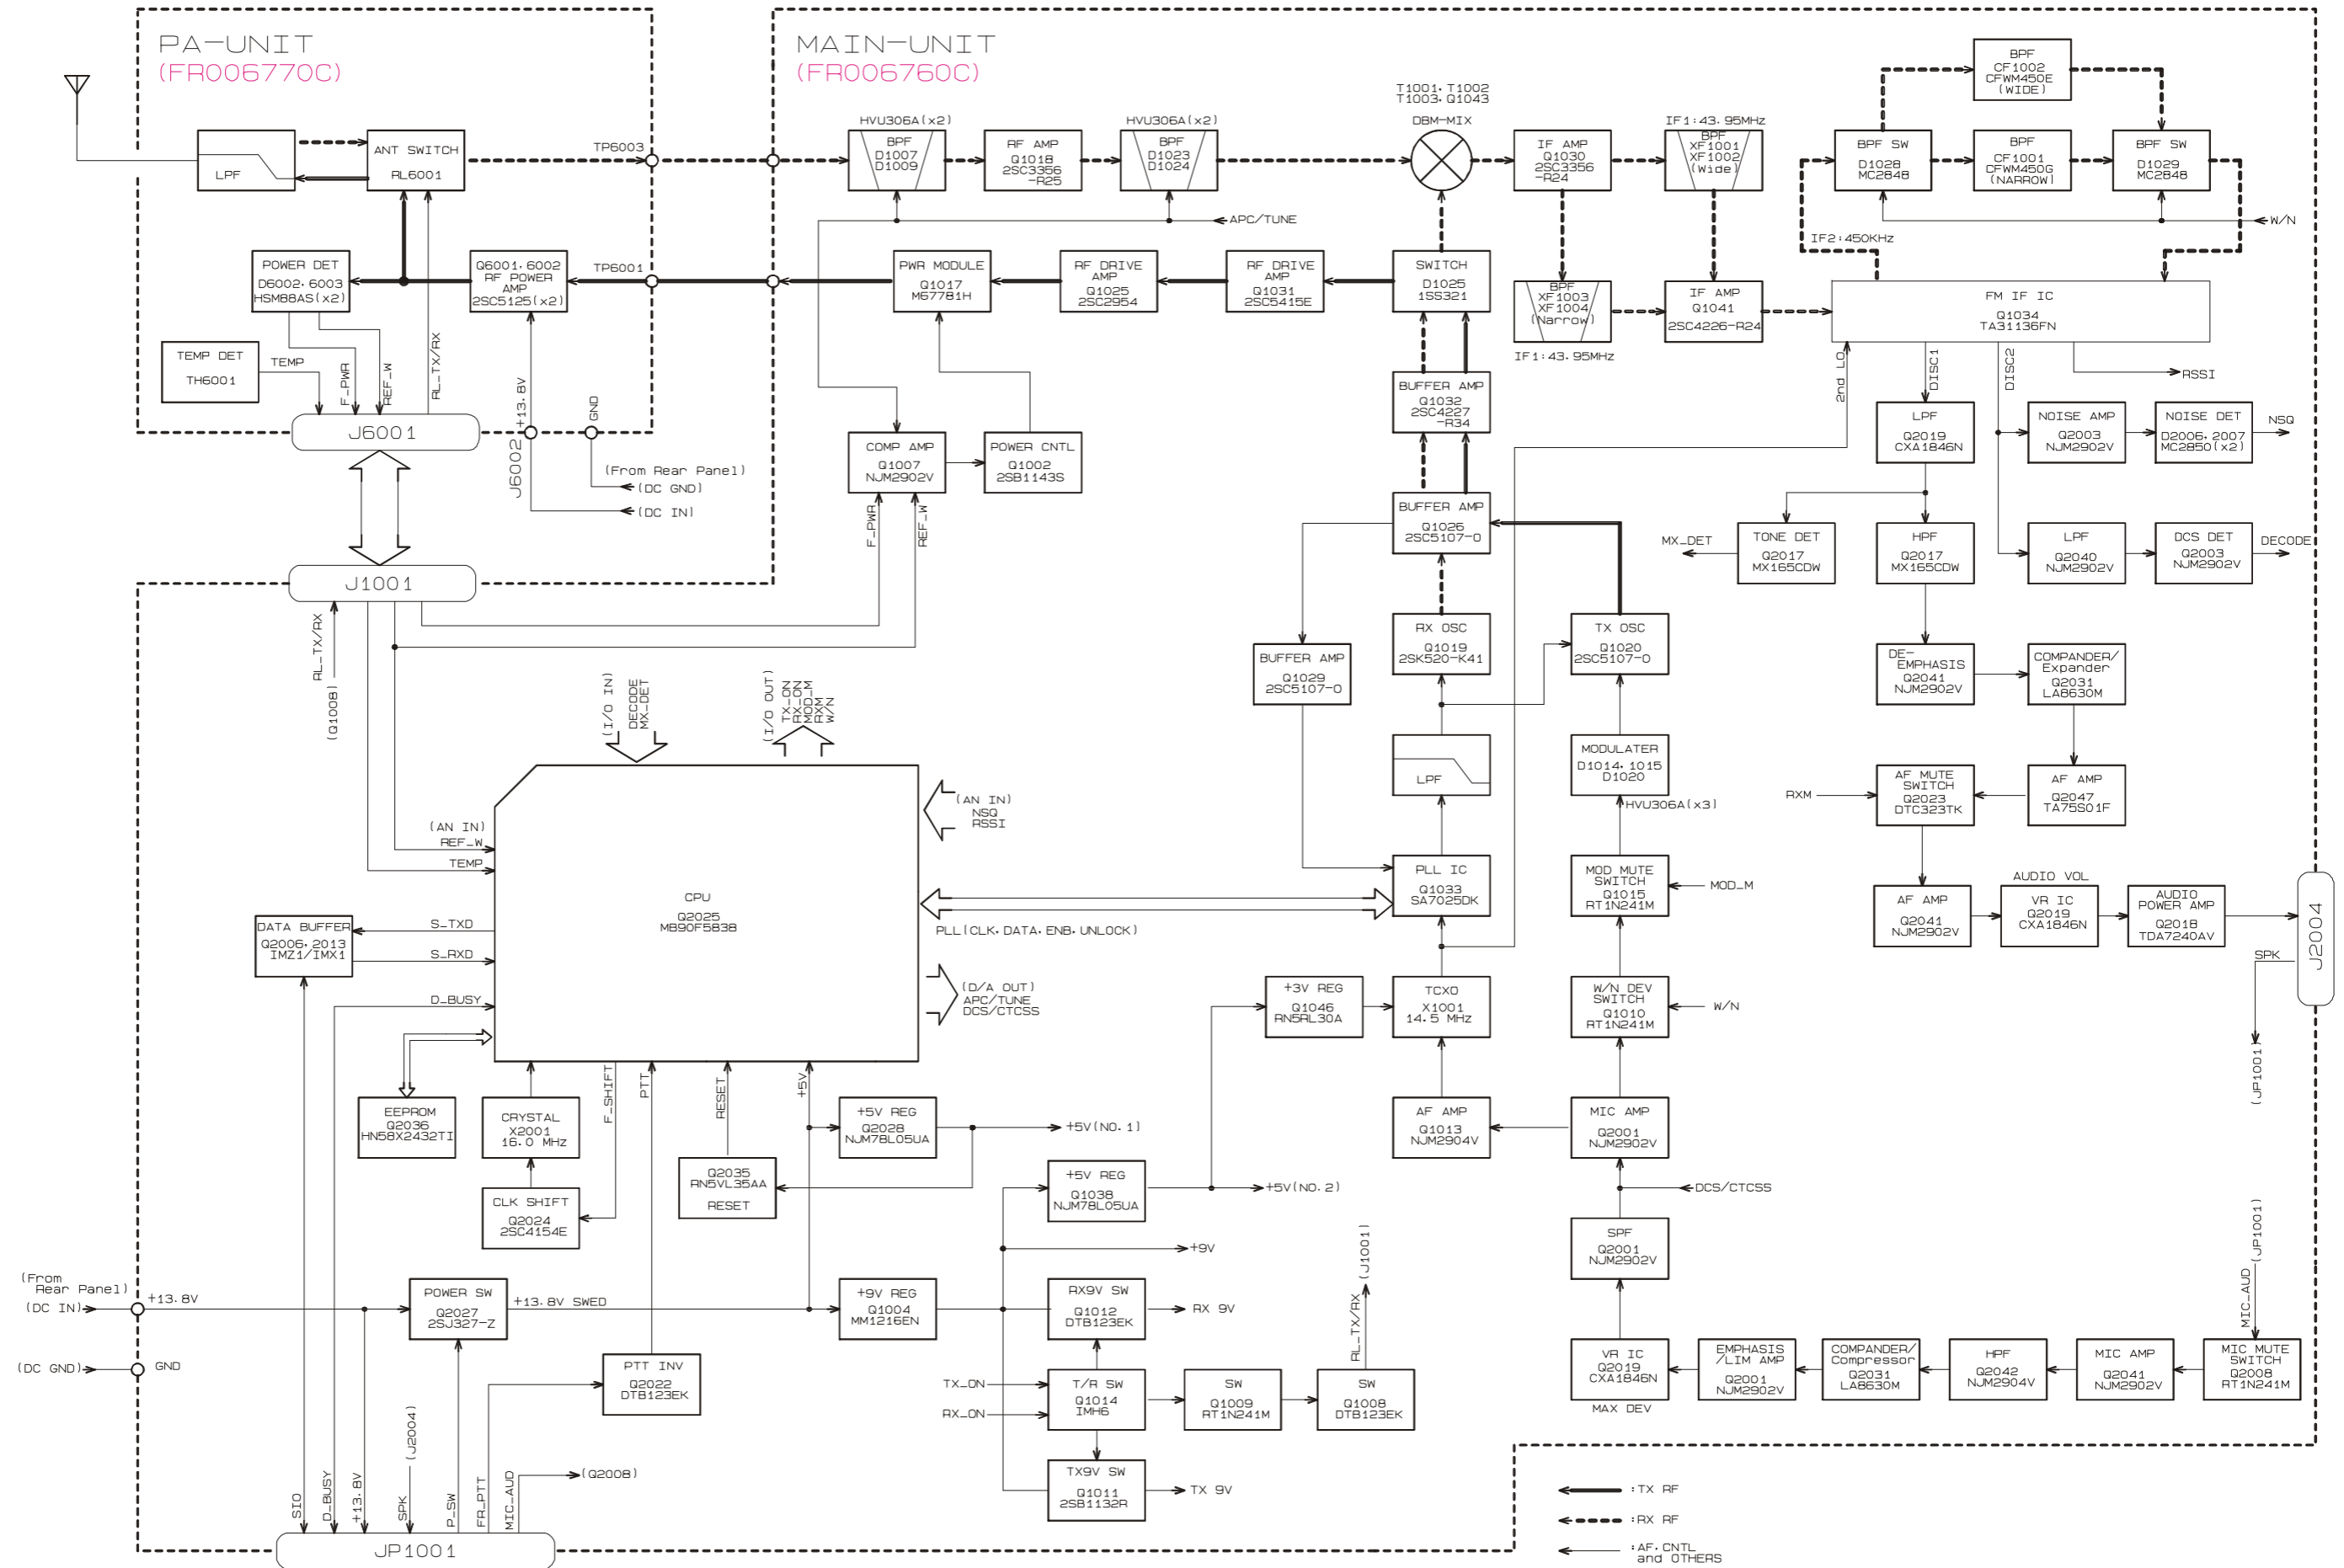 PA-UNIT
(FR006770C)
MAIN-UNIT
(FR006760C)
LPF
ANT SWITCH
RL6001
TP6003
POWER DET
D6002, 6003
HSM88AS(x2)
Q6001, 6002
RF POWER
AMP
2SC5125(x2)
TP6001
TEMP DET
TH6001
TEMP
F_PWR
REF_W
RL_TX/RX
+13.8V
GND
J6001
J6002
(From Rear Panel)
(DC GND)
(DC IN)
HVU306A(x2)
BPF
D1007
D1009
RF AMP
Q1018
2SC3356
-R25
HVU306A(x2)
BPF
D1023
D1024
APC/TUNE
T1001, T1002
T1003, Q1043
DBM-MIX
IF AMP
Q1030
2SC3356
-R24
IF1:43.95MHz
BPF
XF1001
XF1002
(Wide)
BPF
CF1002
CFWM450E
(WIDE)
BPF SW
D1028
MC2848
BPF
CF1001
CFWM450G
(NARROW)
BPF SW
D1029
MC2848
W/N
IF2:450KHz
PWR MODULE
Q1017
M67781H
RF DRIVE
AMP
Q1025
2SC2954
RF DRIVE
AMP
Q1031
2SC5415E
SWITCH
D1025
1SS321
BPF
XF1003
XF1004
(Narrow)
IF1:43.95MHz
IF AMP
Q1041
2SC4226-R24
FM IF IC
Q1034
TA31136FN
2nd LO
DISC1
DISC2
RSSI
BUFFER AMP
Q1032
2SC4227
-R34
COMP AMP
Q1007
NJM2902V
POWER CNTL
Q1002
2SB1143S
LPF
Q2019
CXA1846N
NOISE AMP
Q2003
NJM2902V
NOISE DET
D2006, 2007
MC2850(x2)
NSQ
F_PWR
REF_W
BUFFER AMP
Q1026
2SC5107-O
MX_DET
TONE DET
Q2017
MX165CDW
HPF
Q2017
MX165CDW
LPF
Q2040
NJM2902V
DCS DET
Q2003
NJM2902V
DECODE
J1001
RL_TX/RX
(Q1008)
BUFFER AMP
Q1029
2SC5107-O
RX OSC
Q1019
2SK520-K41
TX OSC
Q1020
2SC5107-O
DE-
EMPHASIS
Q2041
NJM2902V
COMPANDER/
Expander
Q2031
LA8630M
(I/O IN)
DECODE
MX_DET
(I/O OUT)
TX_ON
RX_ON
MOD_M
RXM
W/N
LPF
MODULATER
D1014, 1015
D1020
HVU306A(x3)
RXM
AF MUTE
SWITCH
Q2023
DTC323TK
AF AMP
Q2047
TA75S01F
(AN IN)
NSQ
RSSI
(AN IN)
REF_W
TEMP
CPU
Q2025
MB90F5838
PLL(CLK, DATA, ENB, UNLOCK)
PLL IC
Q1033
SA7025DK
MOD MUTE
SWITCH
Q1015
RT1N241M
MOD_M
AF AMP
Q2041
NJM2902V
AUDIO VOL
VR IC
Q2019
CXA1846N
AUDIO
POWER AMP
Q2018
TDA7240AV
J2004
SPK
(JP1001)
DATA BUFFER
Q2006, 2013
IMZ1/IMX1
S_TXD
S_RXD
D_BUSY
(D/A OUT)
APC/TUNE
DCS/CTCSS
+3V REG
Q1046
RN5RL30A
TCXO
X1001
14.5 MHz
W/N DEV
SWITCH
Q1010
RT1N241M
W/N
EEPROM
Q2036
HN58X2432TI
CRYSTAL
X2001
16.0 MHz
F_SHIFT
PTT
RESET
+5V
+5V REG
Q2028
NJM78L05UA
+5V(NO.1)
AF AMP
Q1013
NJM2904V
MIC AMP
Q2001
NJM2902V
CLK SHIFT
Q2024
2SC4154E
Q2035
RN5VL35AA
RESET
+5V REG
Q1038
NJM78L05UA
+5V(NO.2)
DCS/CTCSS
SPF
Q2001
NJM2902V
+9V
(From
Rear Panel)
(DC IN)
+13.8V
POWER SW
Q2027
2SJ327-Z
+13.8V SWED
+9V REG
Q1004
MM1216EN
RX9V SW
Q1012
DTB123EK
RX 9V
RL_TX/RX
(J1001)
MIC_AUD
(JP1001)
(DC GND)
GND
PTT INV
Q2022
DTB123EK
TX_ON
RX_ON
T/R SW
Q1014
IMH6
SW
Q1009
RT1N241M
SW
Q1008
DTB123EK
VR IC
Q2019
CXA1846N
MAX DEV
EMPHASIS
/LIM AMP
Q2001
NJM2902V
COMPANDER/
Compressor
Q2031
LA8630M
HPF
Q2042
NJM2904V
MIC AMP
Q2041
NJM2902V
MIC MUTE
SWITCH
Q2008
RT1N241M
TX9V SW
Q1011
2SB1132R
TX 9V
SIO
D_BUSY
+13.8V
SPK
(J2004)
P_SW
FR_PTT
MIC_AUD
(Q2008)
JP1001
:TX RF
:RX RF
:AF, CNTL
and OTHERS